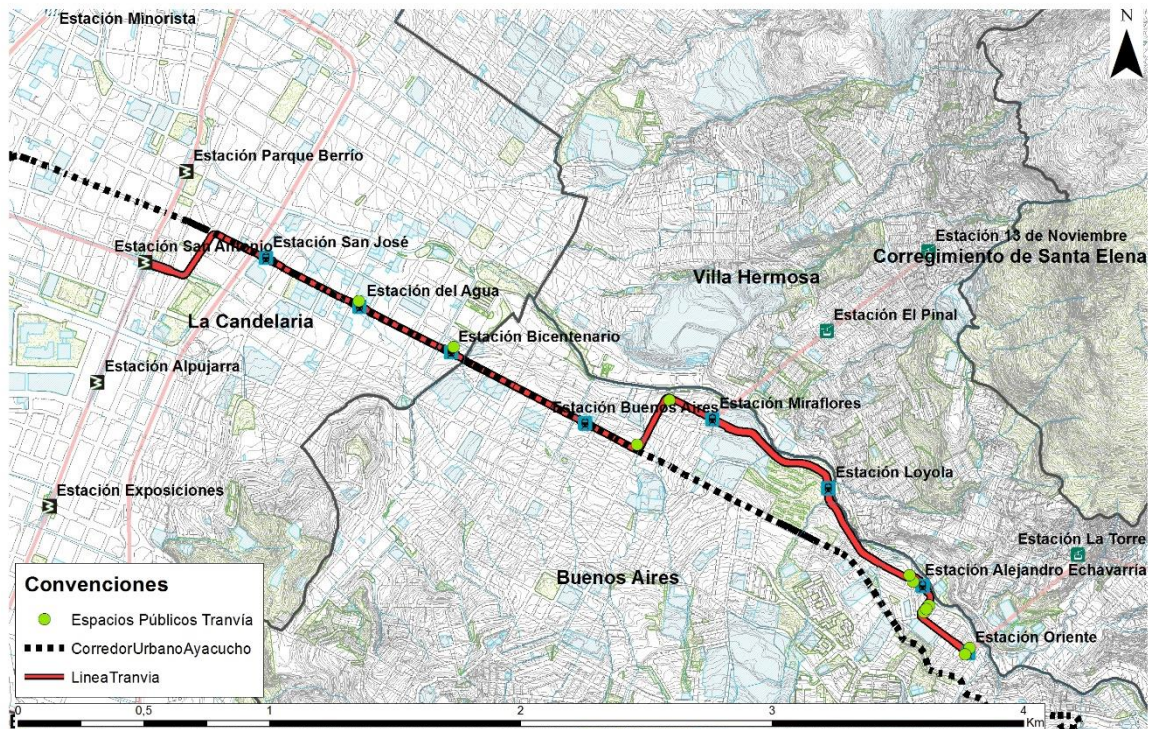 Estación Minorista
N
Estación Parque Berrío
Estación San Antonio
Estación San José
Estación 13 de Noviembre
Corregimiento de Santa Elena
Villa Hermosa
Estación del Agua
La Candelaria
Estación El Pinal
Estación Bicentenario
Estación Alpujarra
Estación Buenos Aires
Estación Miraflores
Estación Loyola
Estación Exposiciones
Estación La Torre
Estación Alejandro Echavarría
Buenos Aires
Estación Oriente
Convenciones
Espacios Públicos Tranvía
CorredorUrbanoAyacucho
LineaTranvia
0 0,5 1 2 3 4
Km